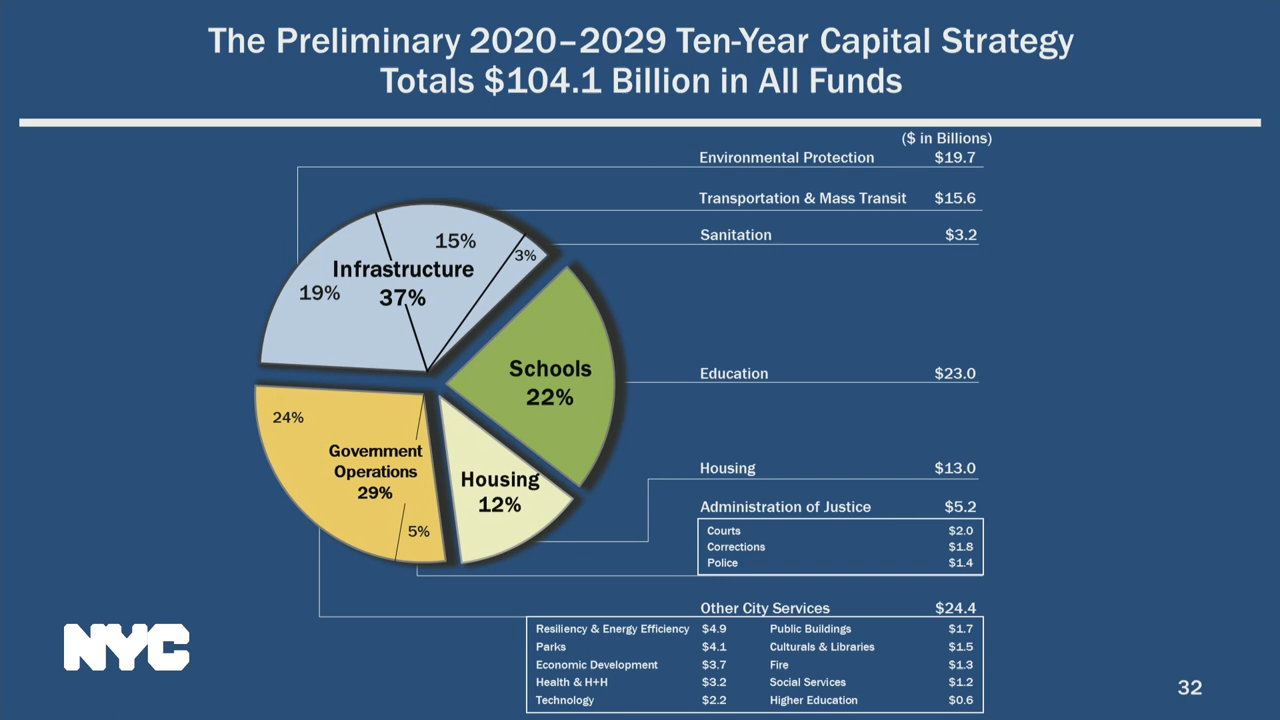 The Preliminary 2020–2029 Ten-Year Capital Strategy
Totals $104.1 Billion in All Funds
($ in Billions)
Environmental Protection $19.7
Transportation & Mass Transit $15.6
Sanitation $3.2
15%
3%
Infrastructure
37%
19%
Schools
22%
Education $23.0
24%
Government
Operations
29%
5%
Housing
12%
Housing $13.0
Administration of Justice $5.2
Courts $2.0
Corrections $1.8
Police $1.4
Other City Services $24.4
Resiliency & Energy Efficiency $4.9 Public Buildings $1.7
Parks $4.1 Culturals & Libraries $1.5
Economic Development $3.7 Fire $1.3
Health & H+H $3.2 Social Services $1.2
Technology $2.2 Higher Education $0.6
NYC
32